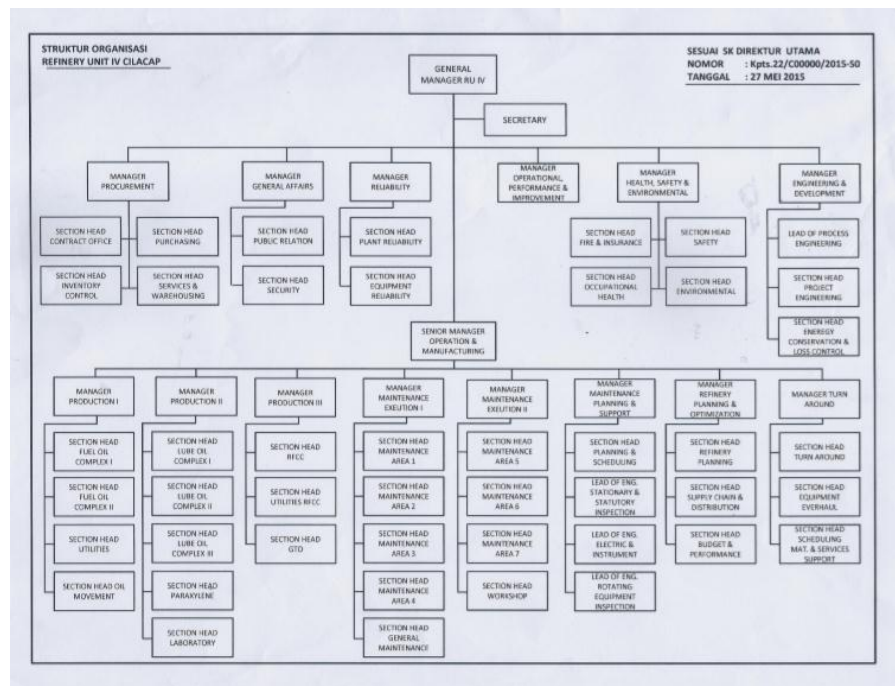 STRUKTUR ORGANISASI
REFINERY UNIT IV CILACAP
SESUAI SK DIREKTUR UTAMA
NOMOR : Kpts.22/C00000/2015-S0
TANGGAL : 27 MEI 2015
GENERAL
MANAGER RU IV
SECRETARY
MANAGER
PROCUREMENT
MANAGER
GENERAL AFFAIRS
MANAGER
RELIABILITY
MANAGER
OPERATIONAL,
PERFORMANCE &
IMPROVEMENT
MANAGER
HEALTH, SAFETY &
ENVIRONMENTAL
MANAGER
ENGINEERING &
DEVELOPMENT
SECTION HEAD
CONTRACT OFFICE
SECTION HEAD
PURCHASING
SECTION HEAD
PUBLIC RELATION
SECTION HEAD
PLANT RELIABILITY
SECTION HEAD
FIRE & INSURANCE
SECTION HEAD
SAFETY
LEAD OF PROCESS
ENGINEERING
SECTION HEAD
INVENTORY
CONTROL
SECTION HEAD
SERVICES &
WAREHOUSING
SECTION HEAD
SECURITY
SECTION HEAD
EQUIPMENT
RELIABILITY
SECTION HEAD
OCCUPATIONAL
HEALTH
SECTION HEAD
ENVIRONMENTAL
SECTION HEAD
PROJECT
ENGINEERING
SECTION HEAD
ENEREGY
CONSERVATION &
LOSS CONTROL
SENIOR MANAGER
OPERATION &
MANUFACTURING
MANAGER
PRODUCTION I
MANAGER
PRODUCTION II
MANAGER
PRODUCTION III
MANAGER
MAINTENANCE
EXEUTION I
MANAGER
MAINTENANCE
EXEUTION II
MANAGER
MAINTENANCE
PLANNING &
SUPPORT
MANAGER
REFINERY
PLANNING &
OPTIMIZATION
MANAGER TURN
AROUND
SECTION HEAD
FUEL OIL
COMPLEX I
SECTION HEAD
LUBE OIL
COMPLEX I
SECTION HEAD
RFCC
SECTION HEAD
MAINTENANCE
AREA 1
SECTION HEAD
MAINTENANCE
AREA 5
SECTION HEAD
PLANNING &
SCHEDULING
SECTION HEAD
REFINERY
PLANNING
SECTION HEAD
TURN AROUND
SECTION HEAD
FUEL OIL
COMPLEX II
SECTION HEAD
LUBE OIL
COMPLEX II
SECTION HEAD
UTILITIES RFCC
SECTION HEAD
MAINTENANCE
AREA 2
SECTION HEAD
MAINTENANCE
AREA 6
LEAD OF ENG.
STATIONARY &
STATUTORY
INSPECTION
SECTION HEAD
SUPPLY CHAIN &
DISTRIBUTION
SECTION HEAD
EQUIPMENT
EVERHAUL
SECTION HEAD
UTILITIES
SECTION HEAD
LUBE OIL
COMPLEX III
SECTION HEAD
GTO
SECTION HEAD
MAINTENANCE
AREA 3
SECTION HEAD
MAINTENANCE
AREA 7
LEAD OF ENG.
ELECTRIC &
INSTRUMENT
SECTION HEAD
BUDGET &
PERFORMANCE
SECTION HEAD
SCHEDULING
MAT. & SERVICES
SUPPORT
SECTION HEAD OIL
MOVEMENT
SECTION HEAD
PARAXYLENE
SECTION HEAD
MAINTENANCE
AREA 4
SECTION HEAD
WORKSHOP
LEAD OF ENG.
ROTATING
EQUIPMENT
INSPECTION
SECTION HEAD
LABORATORY
SECTION HEAD
GENERAL
MAINTENANCE